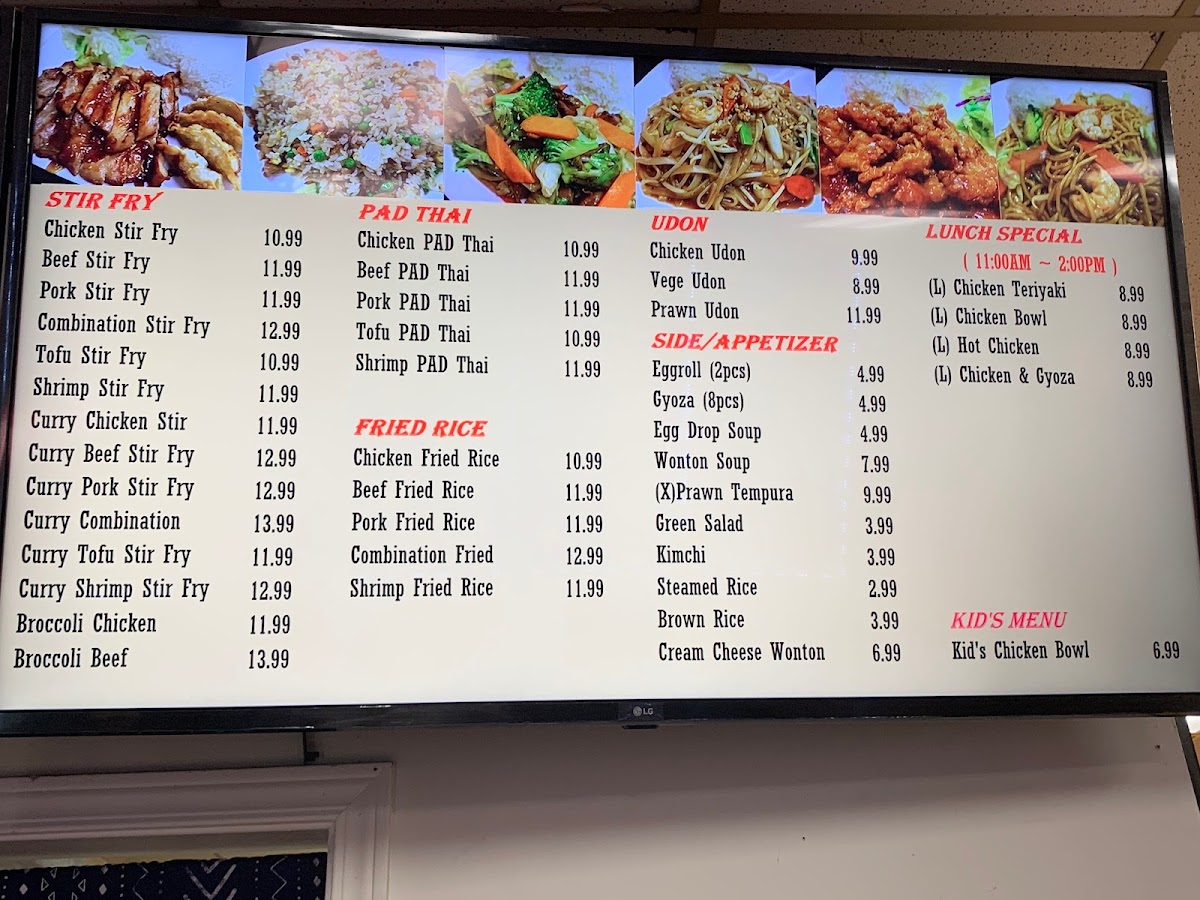 STIR FRY
Chicken Stir Fry 10.99
Beef Stir Fry 11.99
Pork Stir Fry 11.99
Combination Stir Fry 12.99
Tofu Stir Fry 10.99
Shrimp Stir Fry 11.99
Curry Chicken Stir 11.99
Curry Beef Stir Fry 12.99
Curry Pork Stir Fry 12.99
Curry Combination 13.99
Curry Tofu Stir Fry 11.99
Curry Shrimp Stir Fry 12.99
Broccoli Chicken 11.99
Broccoli Beef 13.99
PAD THAI
Chicken PAD Thai 10.99
Beef PAD Thai 11.99
Pork PAD Thai 11.99
Tofu PAD Thai 10.99
Shrimp PAD Thai 11.99
FRIED RICE
Chicken Fried Rice 10.99
Beef Fried Rice 11.99
Pork Fried Rice 11.99
Combination Fried 12.99
Shrimp Fried Rice 11.99
UDON
Chicken Udon 9.99
Vege Udon 8.99
Prawn Udon 11.99
SIDE/APPETIZER
Eggroll (2pcs) 4.99
Gyoza (8pcs) 4.99
Egg Drop Soup 4.99
Wonton Soup 7.99
(X)Prawn Tempura 9.99
Green Salad 3.99
Kimchi 3.99
Steamed Rice 2.99
Brown Rice 3.99
Cream Cheese Wonton 6.99
LUNCH SPECIAL
( 11:00AM ~ 2:00PM )
(L) Chicken Teriyaki 8.99
(L) Chicken Bowl 8.99
(L) Hot Chicken 8.99
(L) Chicken & Gyoza 8.99
KID'S MENU
Kid's Chicken Bowl 6.99
LG